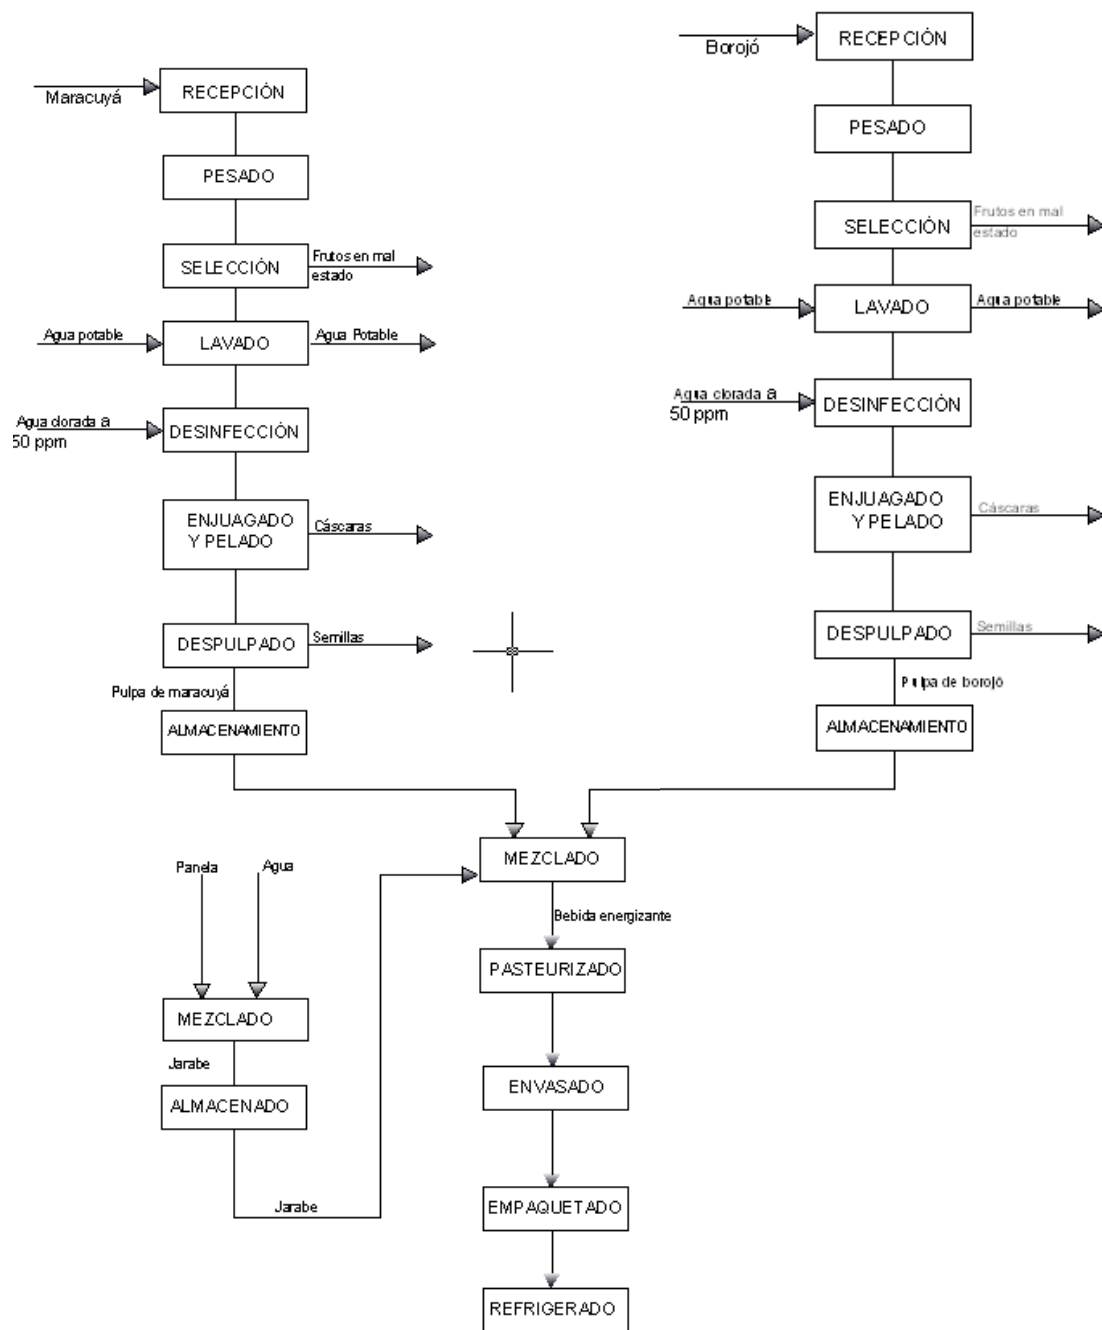 Maracuyá
RECEPCIÓN
PESADO
SELECCIÓN
Frutos en mal
estado
Agua potable
LAVADO
Agua Potable
Agua clorada a
50 ppm
DESINFECCIÓN
ENJUAGADO
Y PELADO
Cáscaras
DESPULPADO
Semillas
Pulpa de maracuyá
ALMACENAMIENTO
Borojó
RECEPCIÓN
PESADO
SELECCIÓN
Frutos en mal
estado
Agua potable
LAVADO
Agua potable
Agua clorada a
50 ppm
DESINFECCIÓN
ENJUAGADO
Y PELADO
Cáscaras
DESPULPADO
Semillas
Pulpa de borojó
ALMACENAMIENTO
Panela
Agua
MEZCLADO
Jarabe
ALMACENADO
Jarabe
MEZCLADO
Bebida energizante
PASTEURIZADO
ENVASADO
EMPAQUETADO
REFRIGERADO